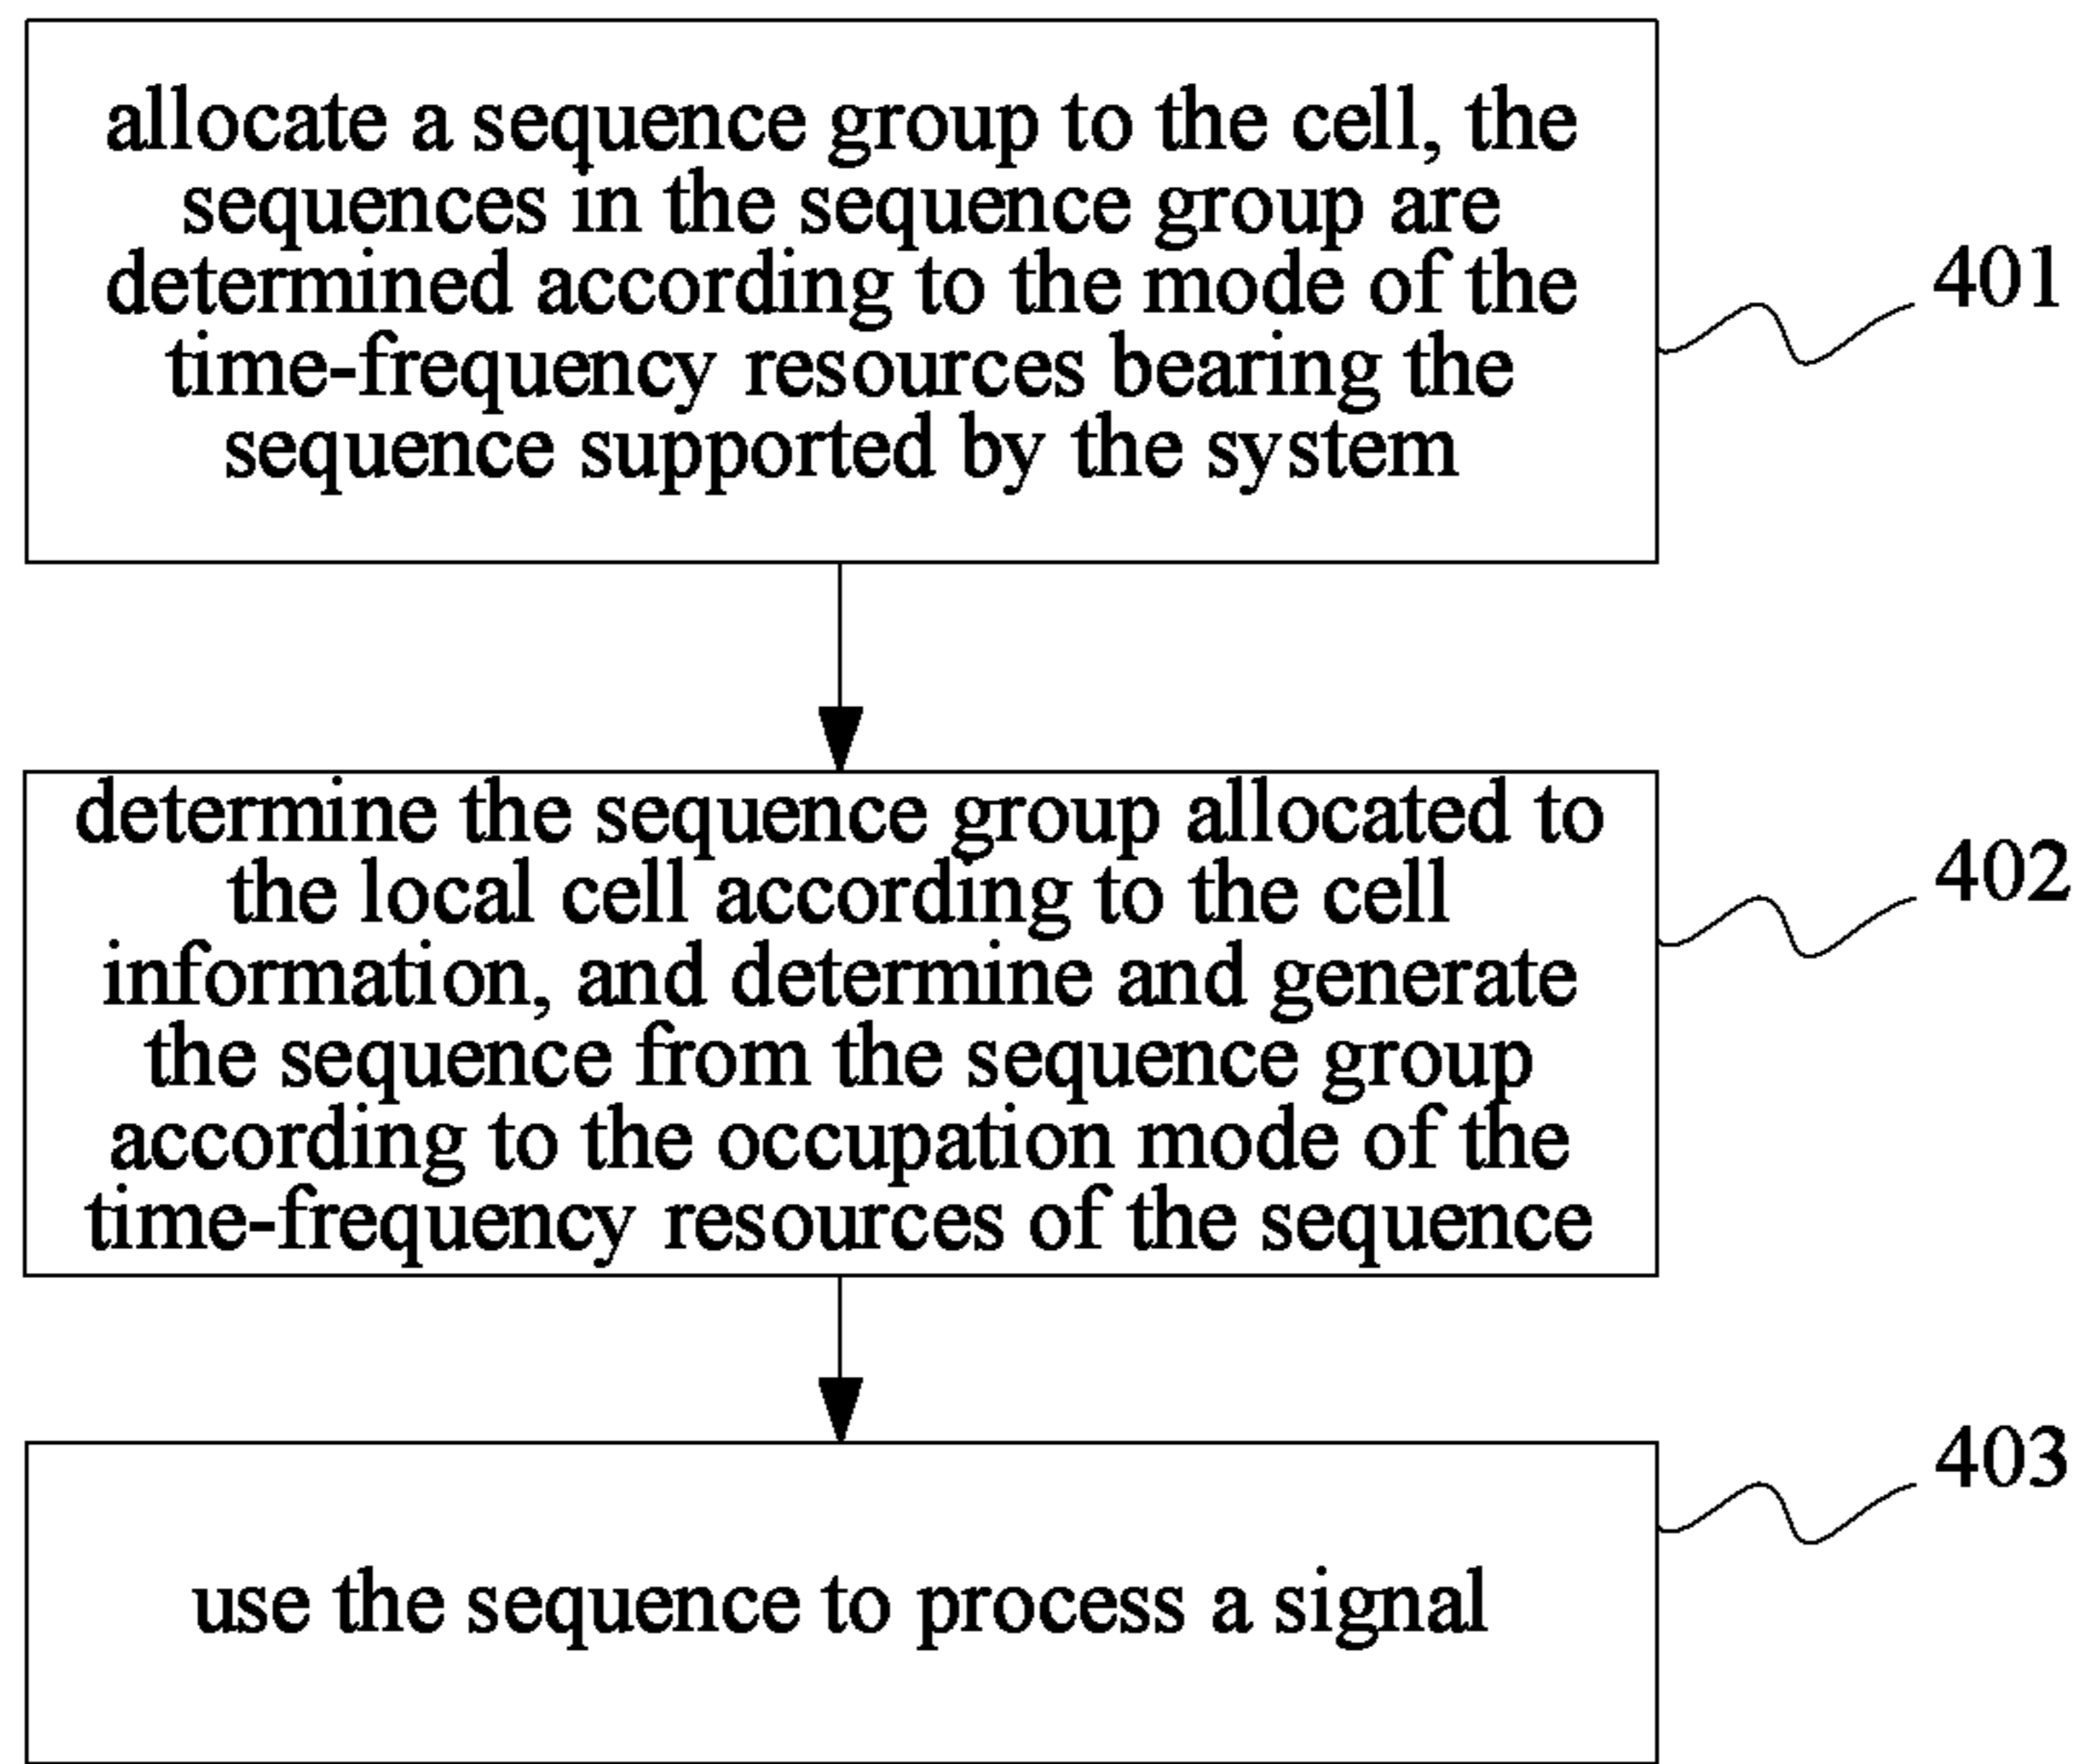 allocate a sequence group to the cell, the
sequences in the sequence group are
determined according to the mode of the
time-frequency resources bearing the
sequence supported by the system
401
determine the sequence group allocated to
the local cell according to the cell
information, and determine and generate
the sequence from the sequence group
according to the occupation mode of the
time-frequency resources of the sequence
402
use the sequence to process a signal
403